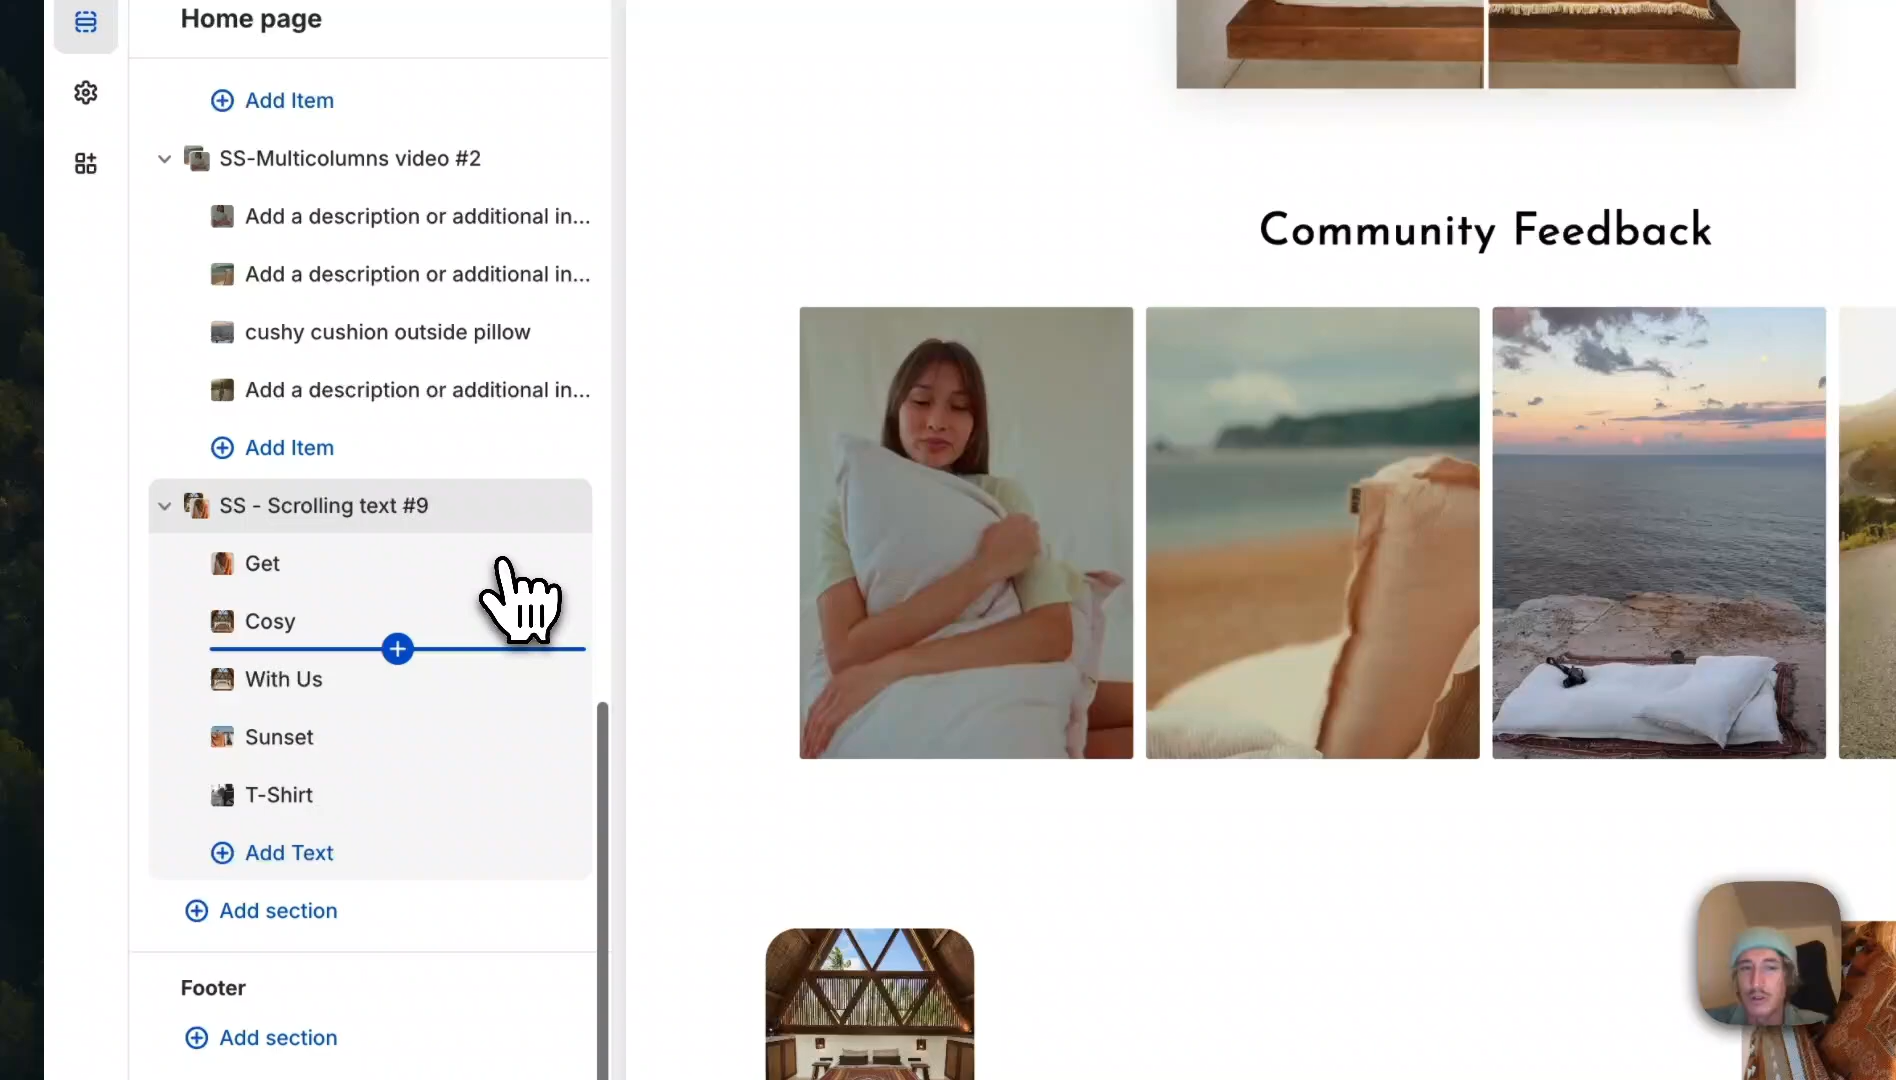 Home page
Add Item
SS-Multicolumns video #2
Add a description or additional in...
Add a description or additional in...
cushy cushion outside pillow
Add a description or additional in...
Add Item
SS - Scrolling text #9
Get
Cosy
With Us
Sunset
T-Shirt
Add Text
Add section
Footer
Add section
Community Feedback